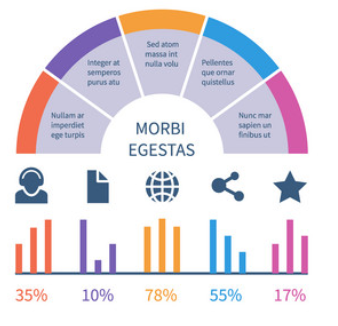 Sed atom
massa int
nulla volu
Integer at
semperos
purus atu
Pellentes
que ornar
quistellus
Nullam ar
imperdiet
ege turpis
Nunc mar
sapien un
finibus ut
MORBI
EGESTAS
35% 10% 78% 55% 17%